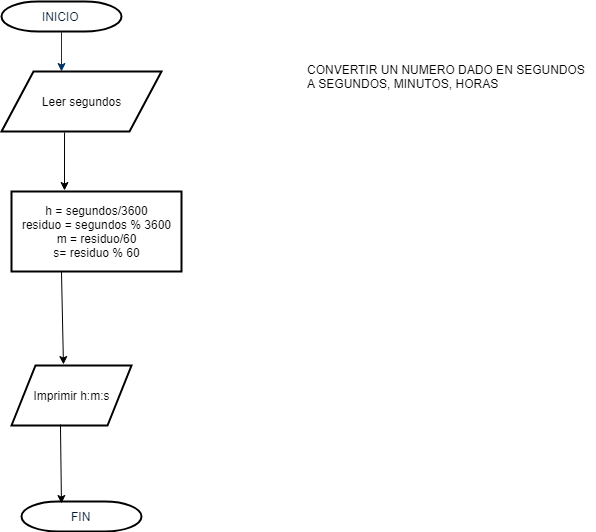 INICIO
CONVERTIR UN NUMERO DADO EN SEGUNDOS
A SEGUNDOS, MINUTOS, HORAS
Leer segundos
h = segundos/3600
residuo = segundos % 3600
m = residuo/60
s= residuo % 60
Imprimir h:m:s
FIN